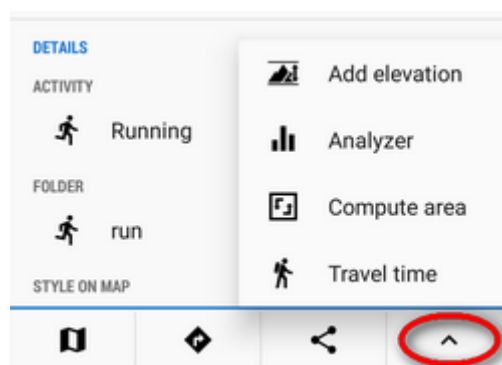 DETAILS
ACTIVITY
Running
FOLDER
run
STYLE ON MAP
Add elevation
Analyzer
Compute area
Travel time